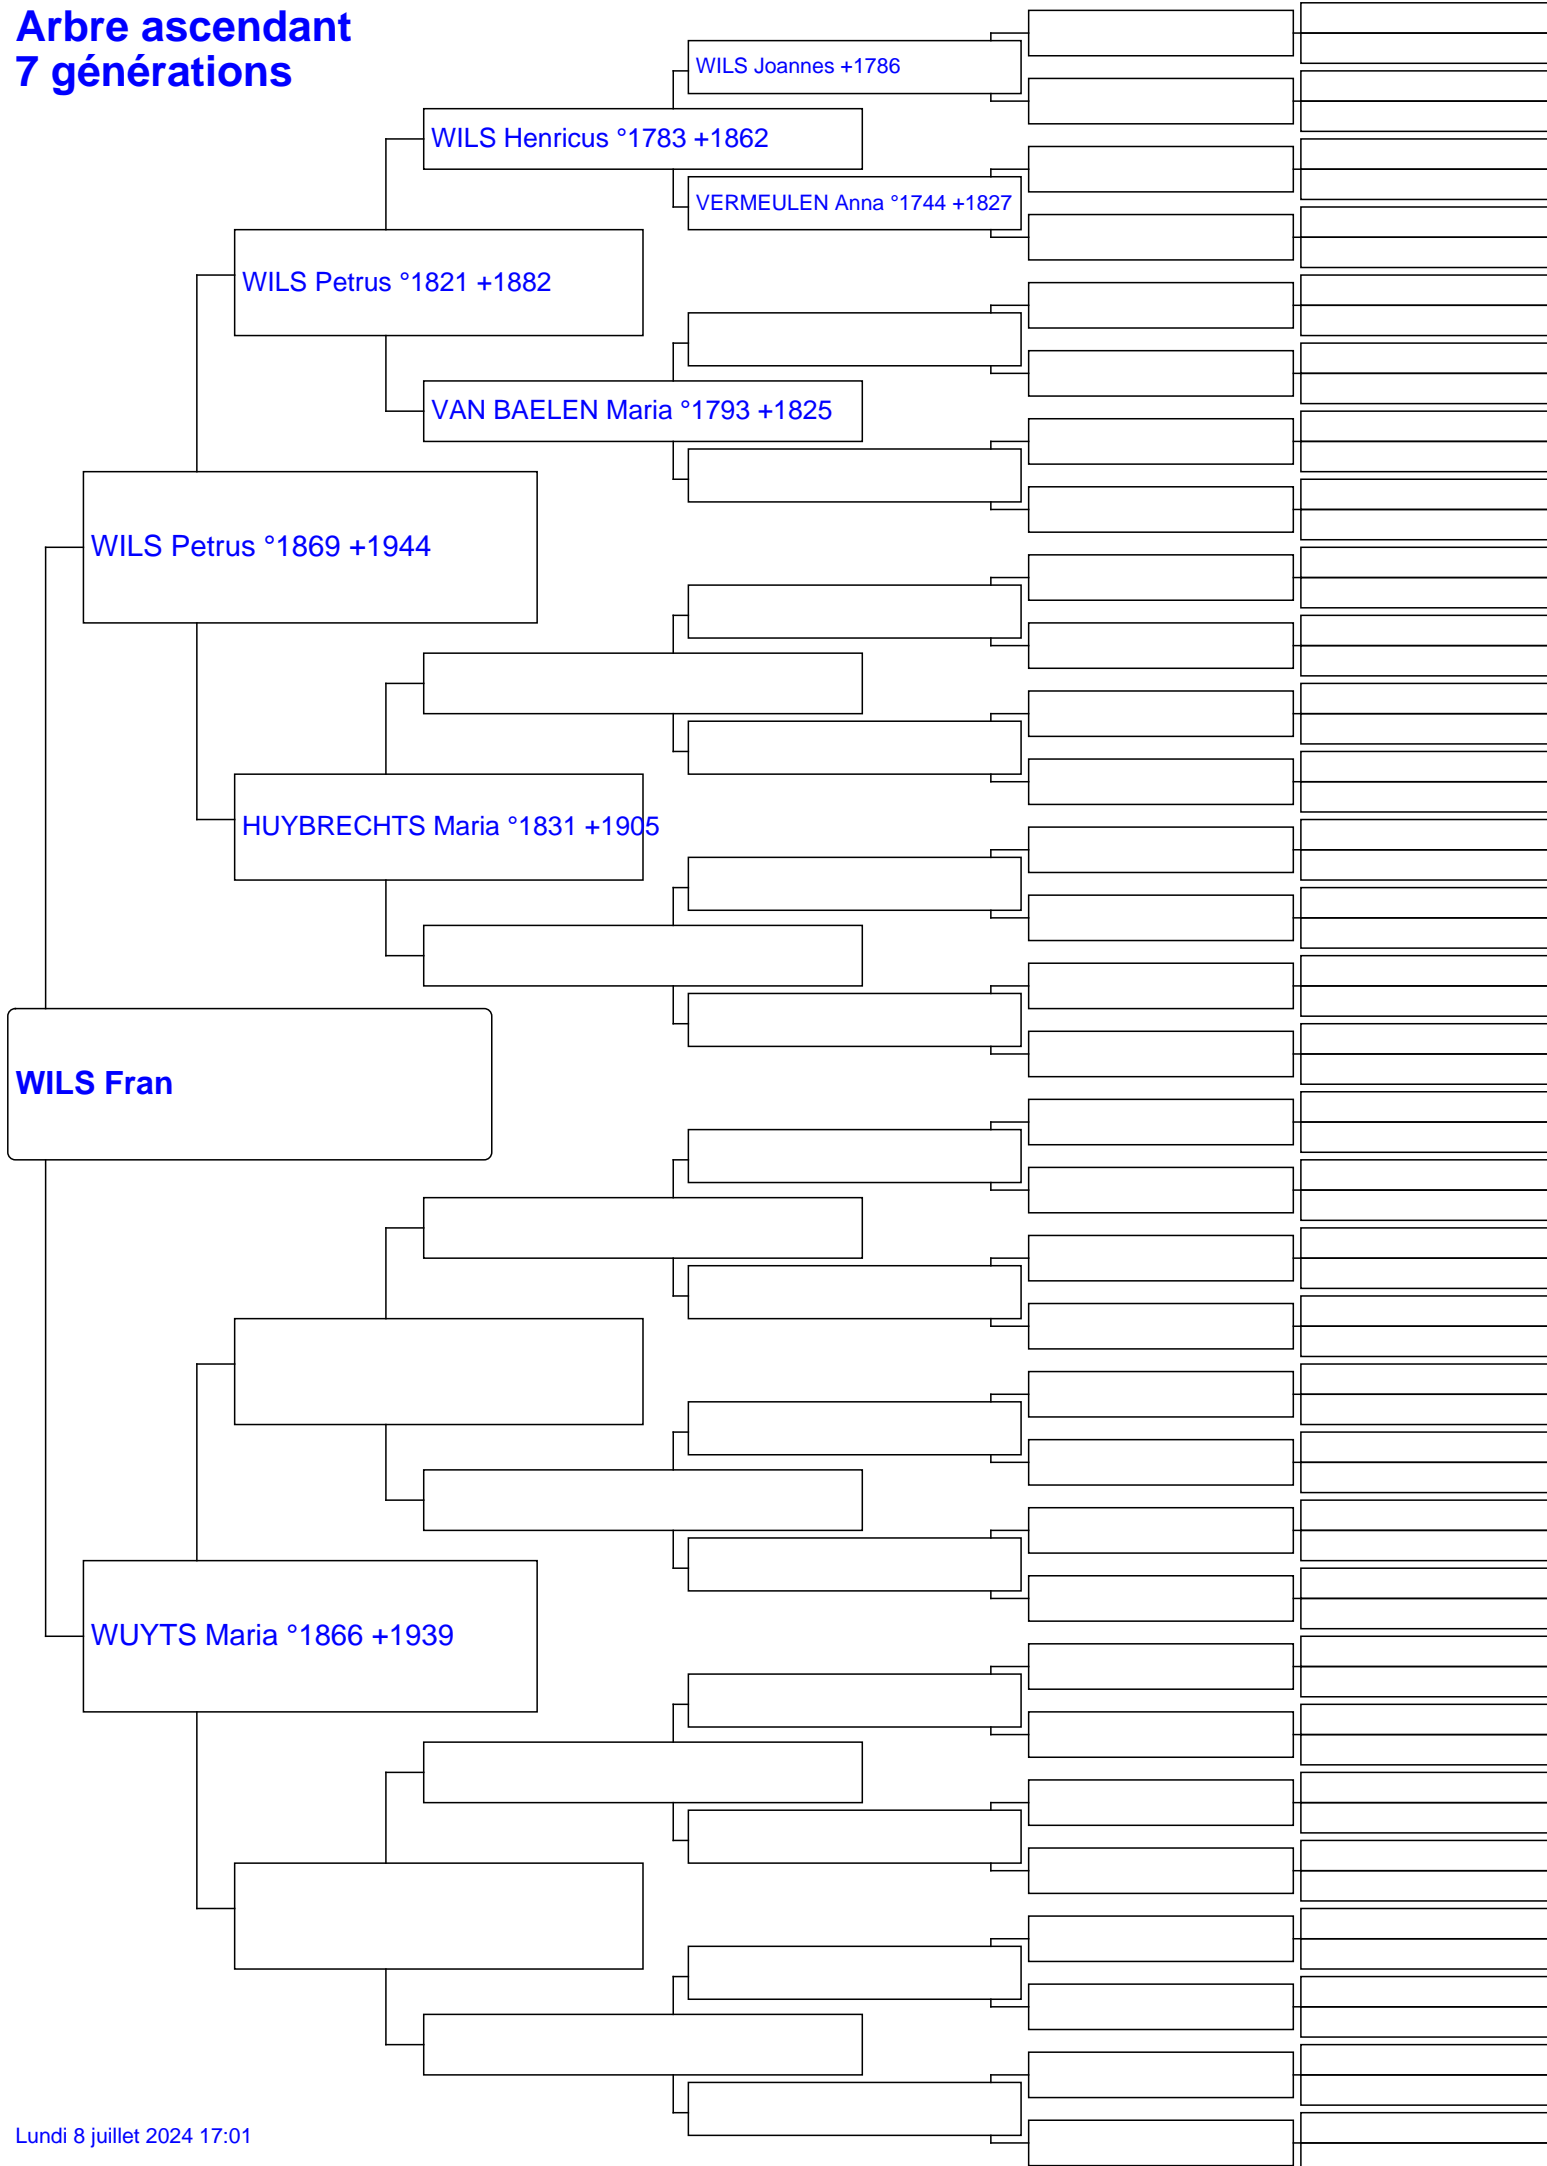 Arbre ascendant
7 générations
WILS Joannes +1786
WILS Henricus °1783 +1862
VERMEULEN Anna °1744 +1827
WILS Petrus °1821 +1882
VAN BAELEN Maria °1793 +1825
WILS Petrus °1869 +1944
HUYBRECHTS Maria °1831 +1905
WILS Fran
WUYTS Maria °1866 +1939
Lundi 8 juillet 2024 17:01